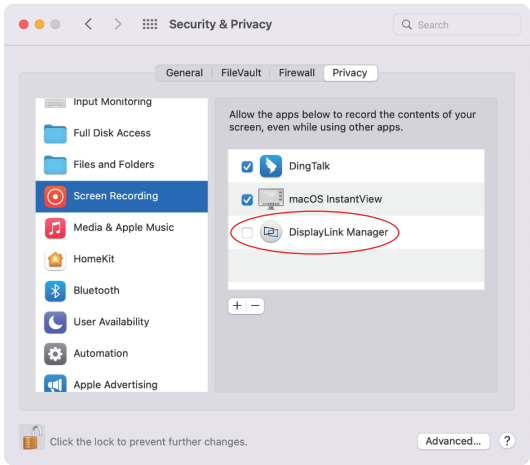 Security & Privacy
Search
General
FileVault
Firewall
Privacy
Input Monitoring
Full Disk Access
Files and Folders
Screen Recording
Media & Apple Music
HomeKit
Bluetooth
User Availability
Automation
Apple Advertising
Allow the apps below to record the contents of your
screen, even while using other apps.
DingTalk
macOS InstantView
DisplayLink Manager
Click the lock to prevent further changes.
Advanced...
?